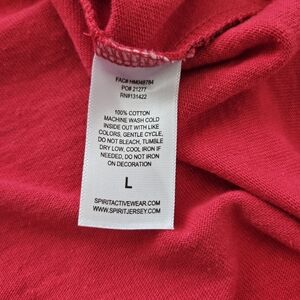 FAC# HM048784
PO# 21277
RN#131422
100% COTTON
MACHINE WASH COLD
INSIDE OUT WITH LIKE
COLORS, GENTLE CYCLE,
DO NOT BLEACH, TUMBLE
DRY LOW, COOL IRON IF
NEEDED, DO NOT IRON
ON DECORATION
L
SPIRITACTIVEWEAR.COM
WWW.SPIRITJERSEY.COM